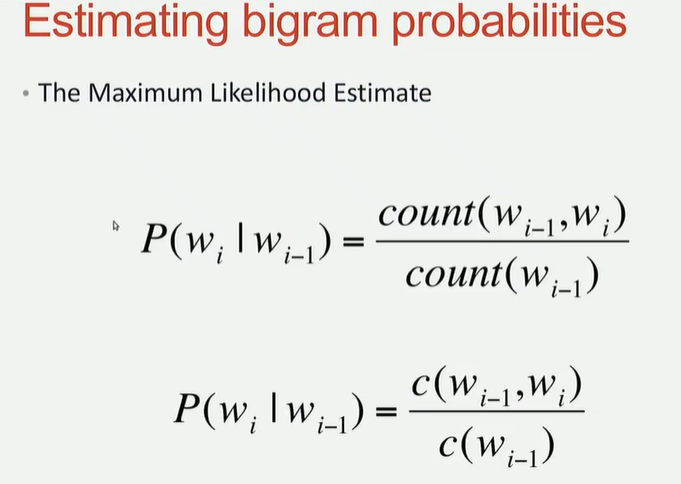 Estimating bigram probabilities
• The Maximum Likelihood Estimate
P(w_i | w_{i-1}) = count(w_{i-1}, w_i) / count(w_{i-1})
P(w_i | w_{i-1}) = c(w_{i-1}, w_i) / c(w_{i-1})